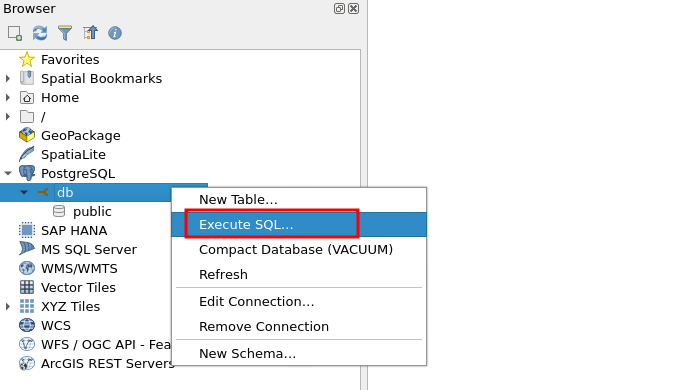 Browser
Favorites
Spatial Bookmarks
Home
/
GeoPackage
SpatiaLite
PostgreSQL
db
public
SAP HANA
MS SQL Server
WMS/WMTS
Vector Tiles
XYZ Tiles
WCS
WFS / OGC API - Fea
ArcGIS REST Servers
New Table...
Execute SQL...
Compact Database (VACUUM)
Refresh
Edit Connection...
Remove Connection
New Schema...